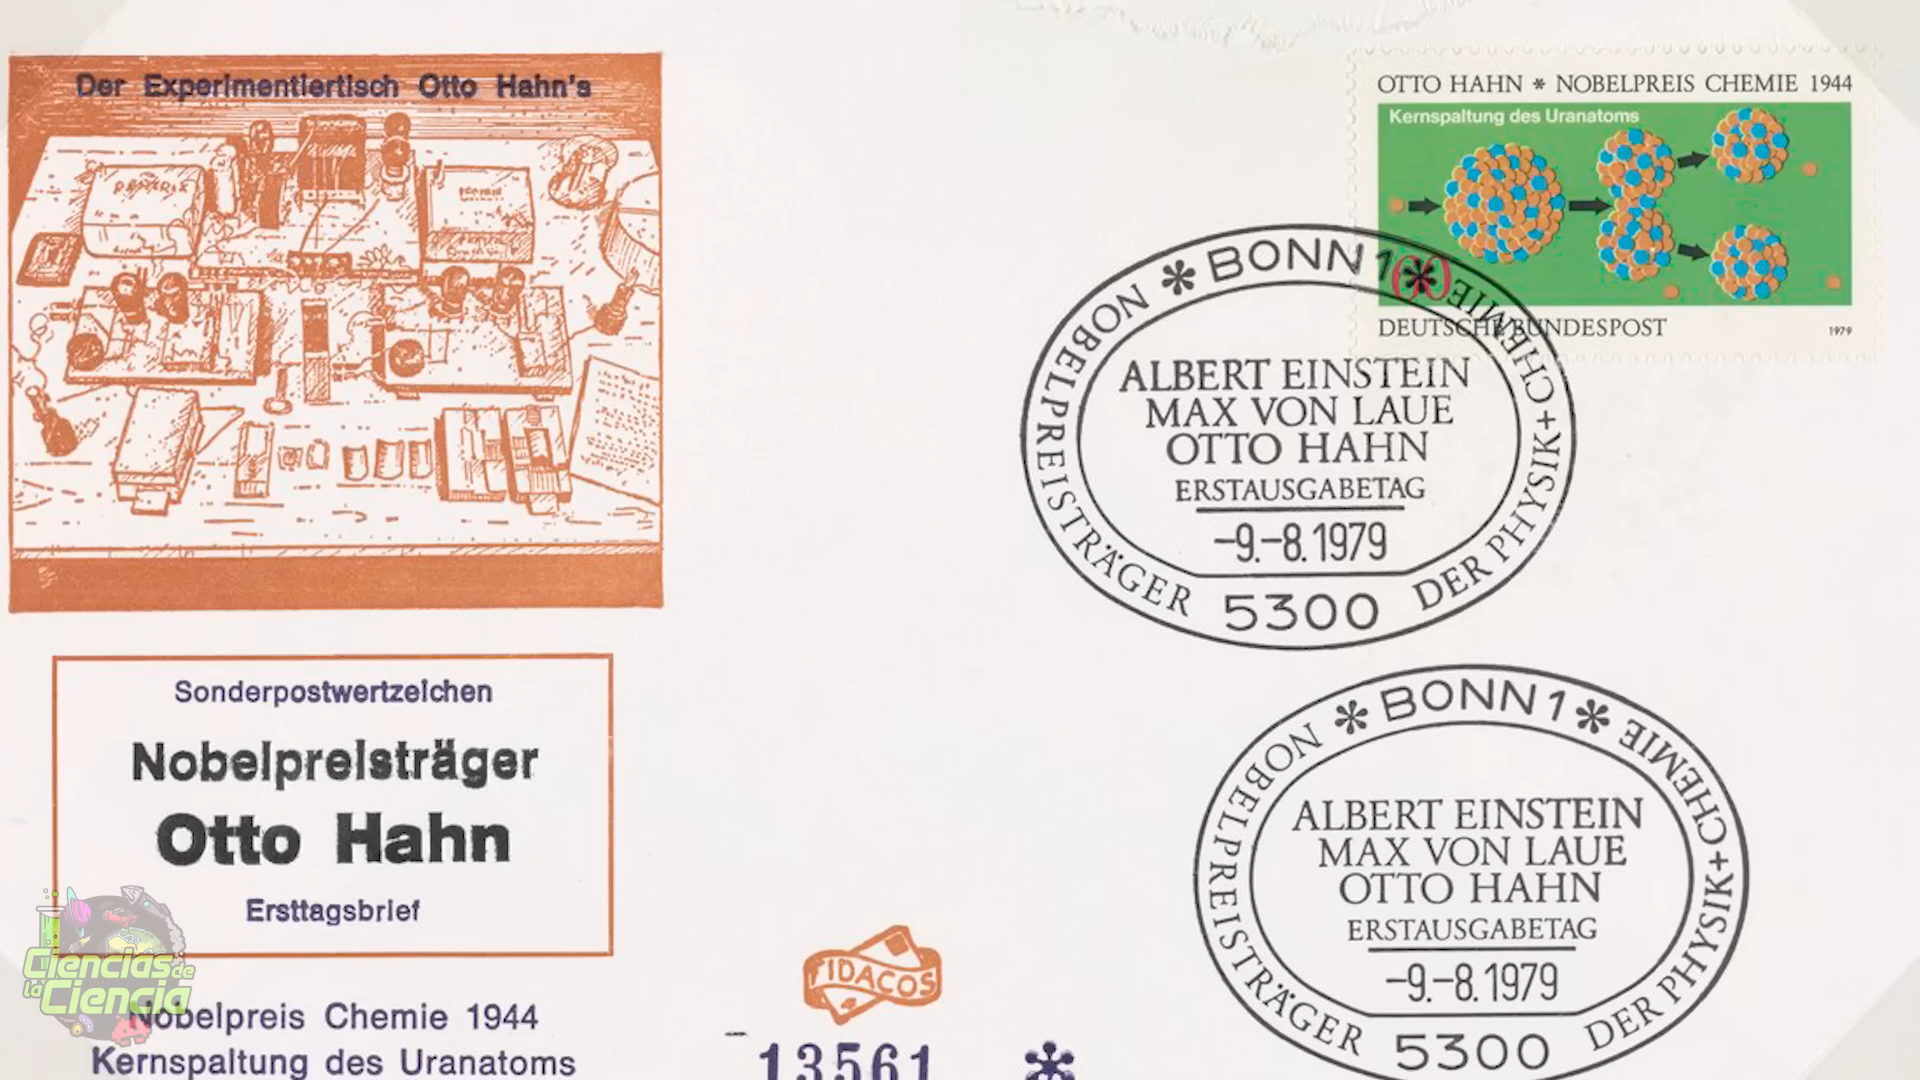 Der Experimentiertisch Otto Hahn's
OTTO HAHN * NOBELPREIS CHEMIE 1944
Kernspaltung des Uranatoms
60
DEUTSCHE BUNDESPOST
1979
* BONN 1 *
NOBELPREISTRÄGER DER PHYSIK+CHEMIE
ALBERT EINSTEIN
MAX VON LAUE
OTTO HAHN
ERSTAUSGABETAG
-9.-8.1979
5300
Sonderpostwertzeichen
Nobelpreisträger
Otto Hahn
Ersttagsbrief
* BONN 1 *
NOBELPREISTRÄGER DER PHYSIK+CHEMIE
ALBERT EINSTEIN
MAX VON LAUE
OTTO HAHN
ERSTAUSGABETAG
-9.-8.1979
5300
Ciencias de
la Ciencia
Nobelpreis Chemie 1944
Kernspaltung des Uranatoms
FIDACOS
13561 *